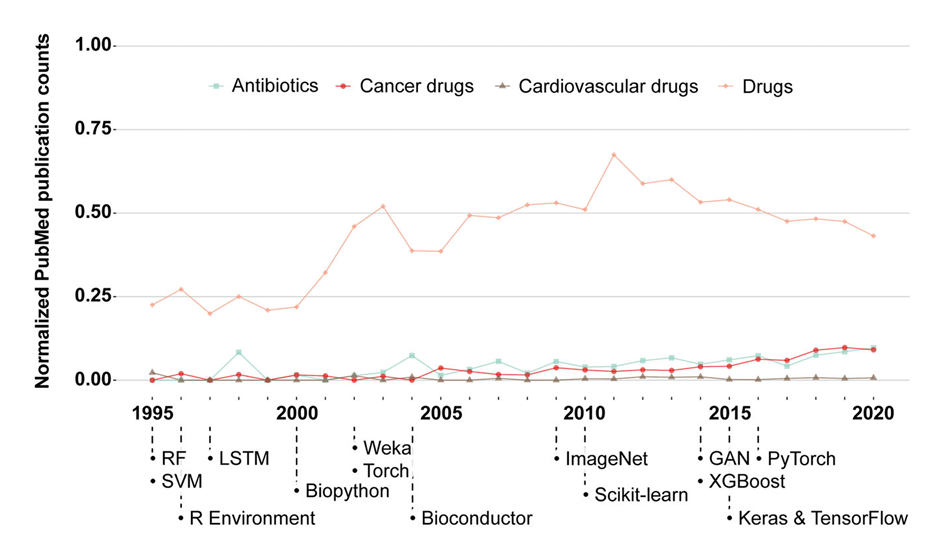 Normalized PubMed publication counts
1.00
Antibiotics Cancer drugs Cardiovascular drugs Drugs
0.75
0.50
0.25
0.00
1995 2000 2005 2010 2015 2020
• RF • LSTM • Weka • ImageNet • GAN • PyTorch
• SVM • Torch • XGBoost
• Biopython • Scikit-learn
• R Environment • Bioconductor • Keras & TensorFlow